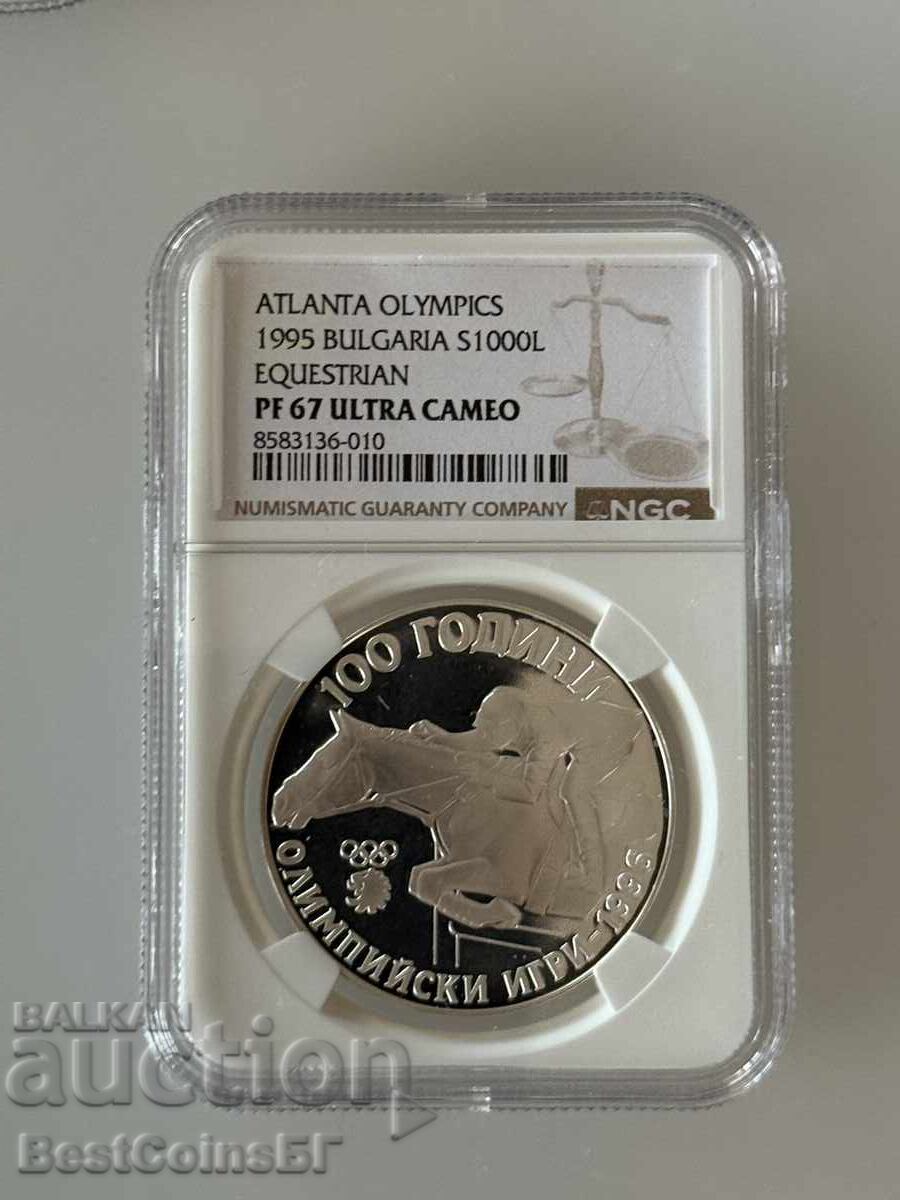 ATLANTA OLYMPICS
1995 BULGARIA S1000L
EQUESTRIAN
PF 67 ULTRA CAMEO
8583136-010
NUMISMATIC GUARANTY COMPANY NGC
100 ГОДИНИ
ОЛИМПИЙСКИ ИГРИ-1996
BALKAN
auction
BestCoinsБГ